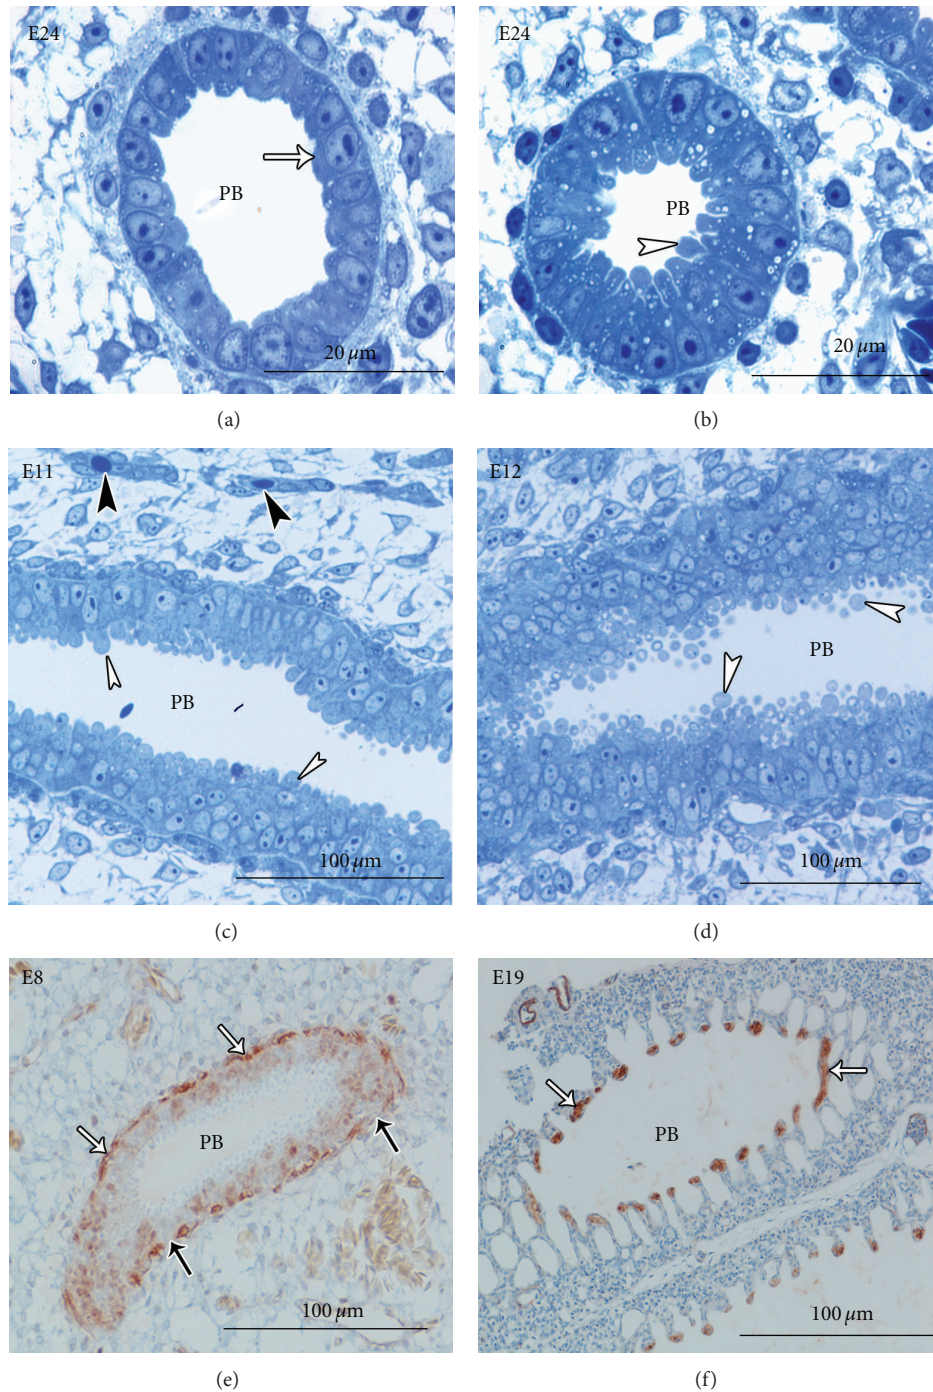 E24
E24
PB
PB
20 μm
20 μm
(a)
(b)
E11
E12
PB
PB
100 μm
100 μm
(c)
(d)
E8
E19
PB
PB
100 μm
100 μm
(e)
(f)